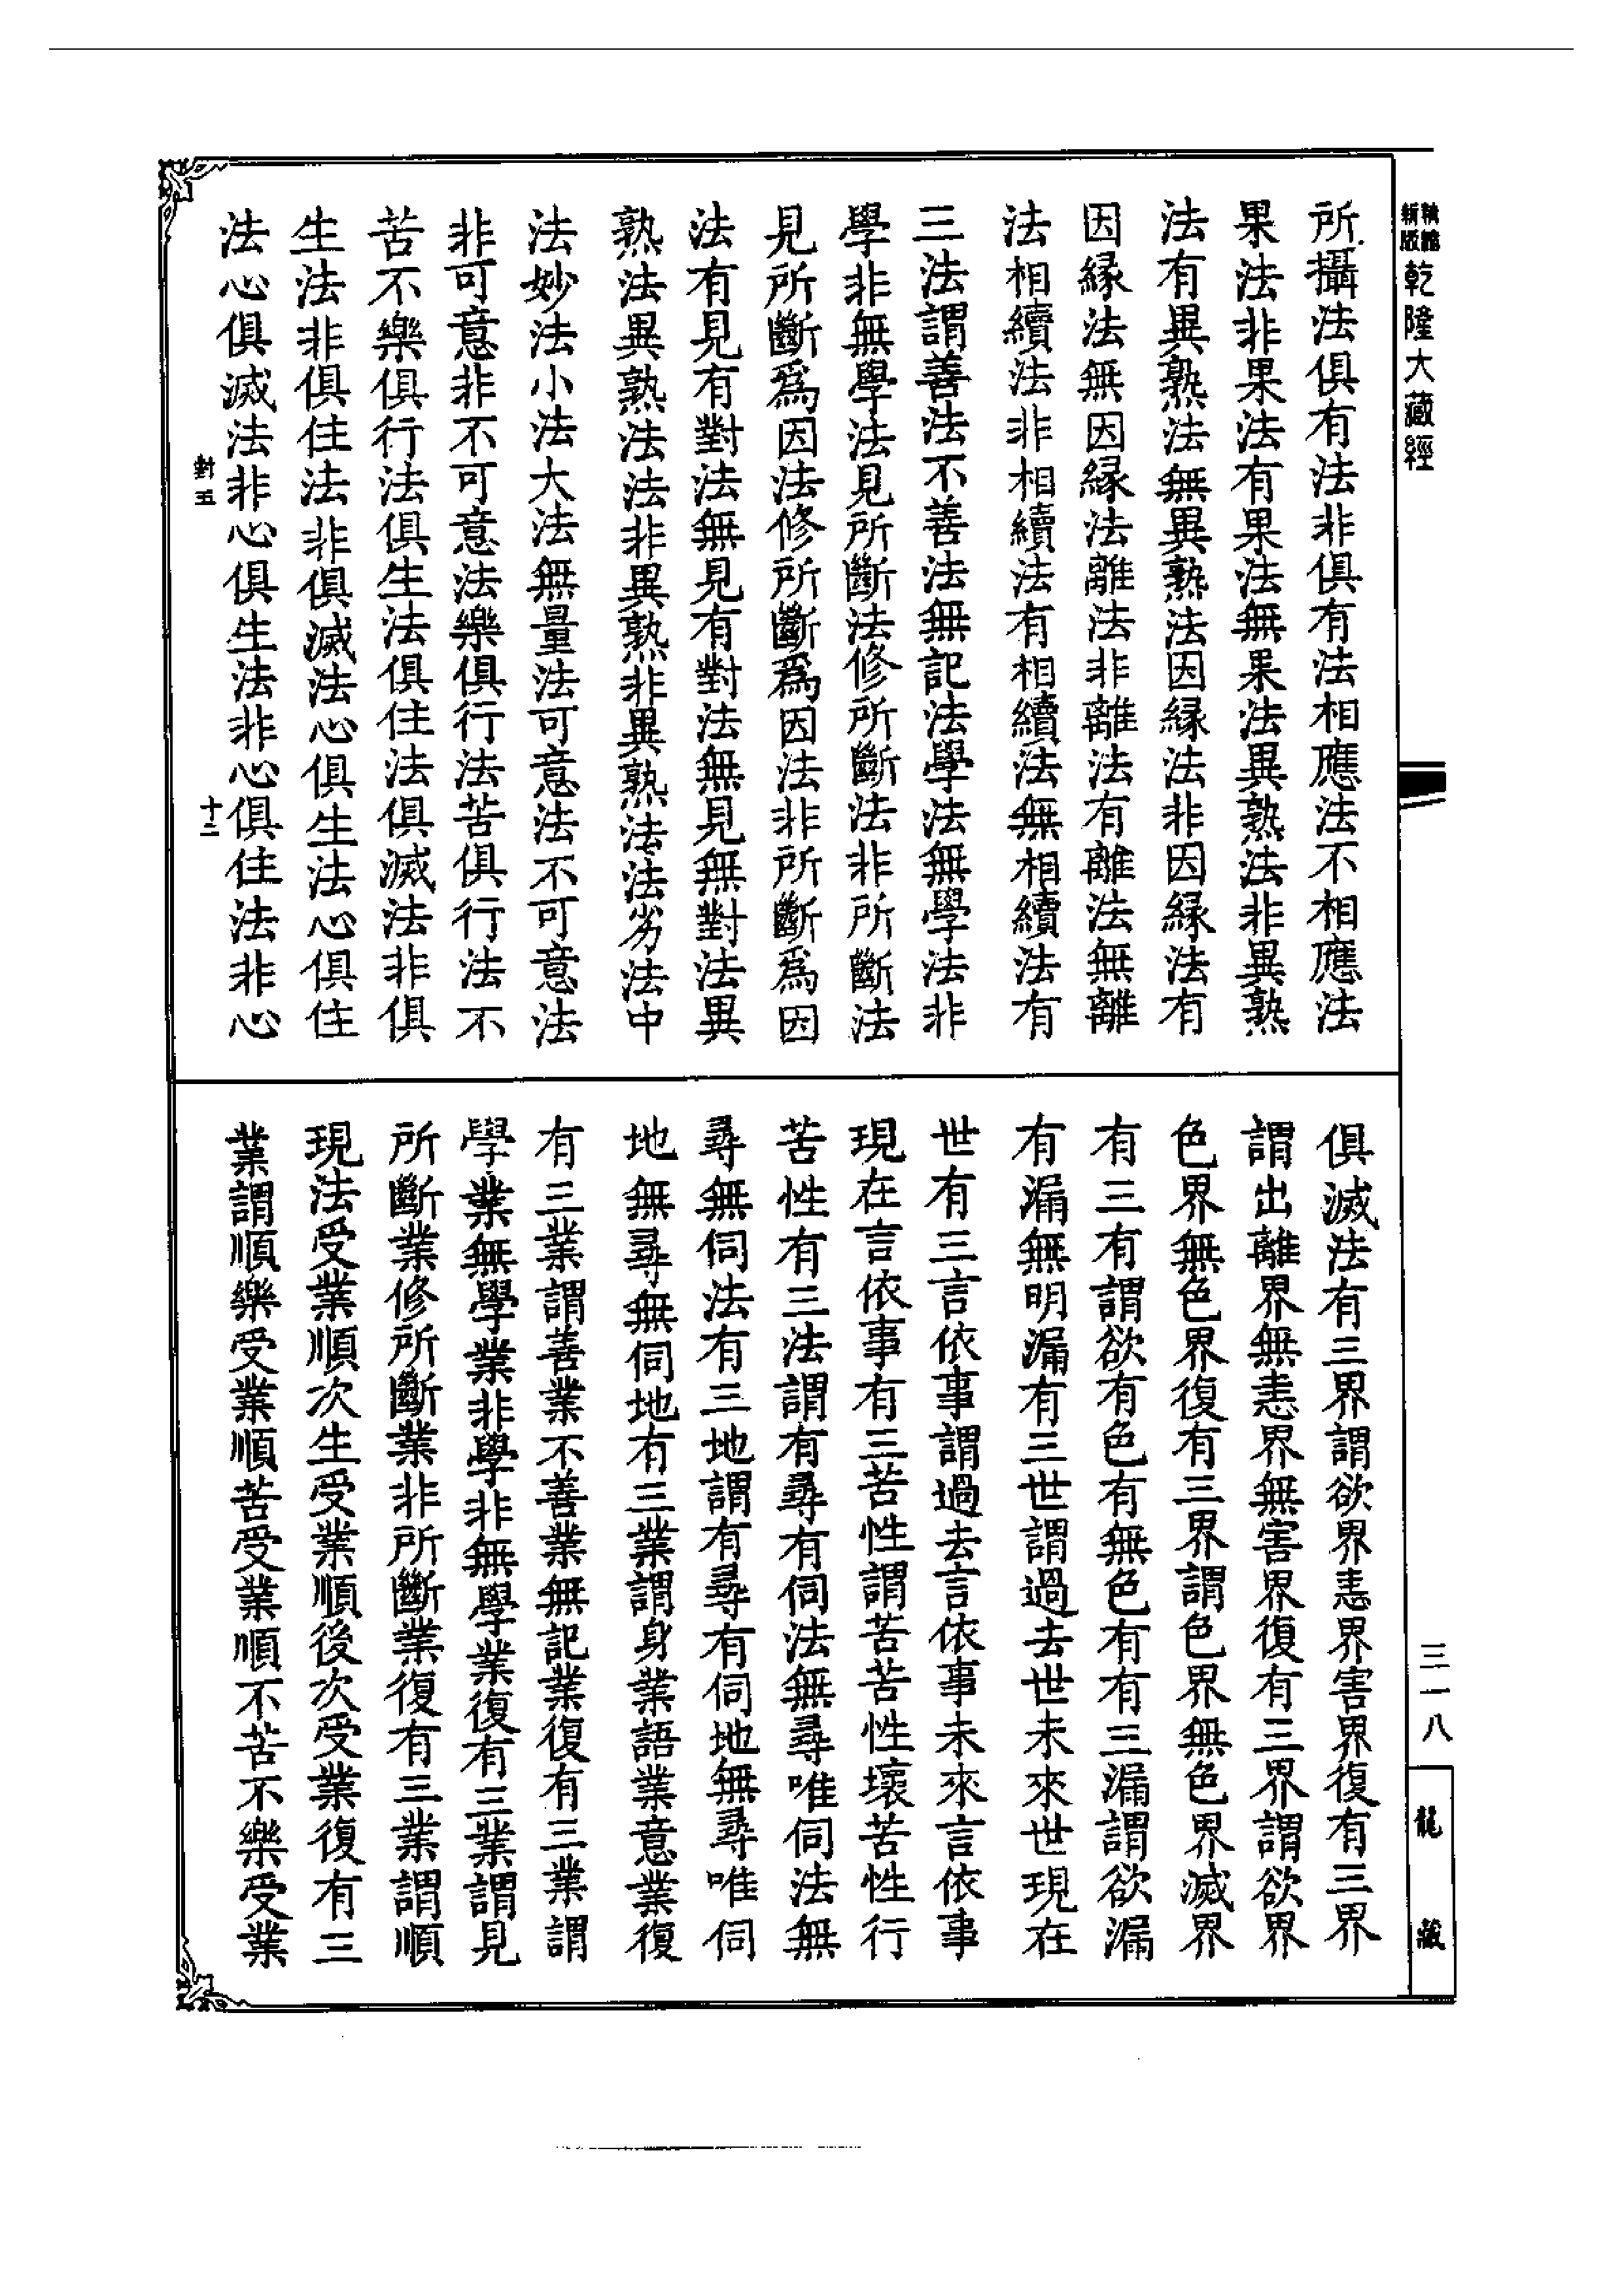 精雕
新版
乾隆大藏經
所攝法俱有法非俱有法相應法不相應法
果法非果法有果法無果法異熟法非異熟
法有異熟法無異熟法因緣法非因緣法有
因緣法無因緣法離法非離法有離法無離
法相續法非相續法有相續法無相續法有
三法謂善法不善法無記法學法無學法非
學非無學法見所斷法修所斷法非所斷法
見所斷爲因法修所斷爲因法非所斷爲因
法有見有對法無見有對法無見無對法異
熟法異熟法法非異熟非異熟法法劣法中
法妙法小法大法無量法可意法不可意法
非可意非不可意法樂俱行法苦俱行法不
苦不樂俱行法俱生法俱住法俱滅法非俱
生法非俱住法非俱滅法心俱生法心俱住
法心俱滅法非心俱生法非心俱住法非心
對五
十二
俱滅法有三界謂欲界恚界害界復有三界
謂出離界無恚界無害界復有三界謂欲界
色界無色界復有三界謂色界無色界滅界
有三有謂欲有色有無色有有三漏謂欲漏
有漏無明漏有三世謂過去世未來世現在
世有三言依事謂過去言依事未來言依事
現在言依事有三苦性謂苦苦性壞苦性行
苦性有三法謂有尋有伺法無尋唯伺法無
尋無伺法有三地謂有尋有伺地無尋唯伺
地無尋無伺地有三業謂身業語業意業復
有三業謂善業不善業無記業復有三業謂
學業無學業非學非無學業復有三業謂見
所斷業修所斷業非所斷業復有三業謂順
現法受業順次生受業順後次受業復有三
業謂順樂受業順苦受業順不苦不樂受業
三一八
龍藏